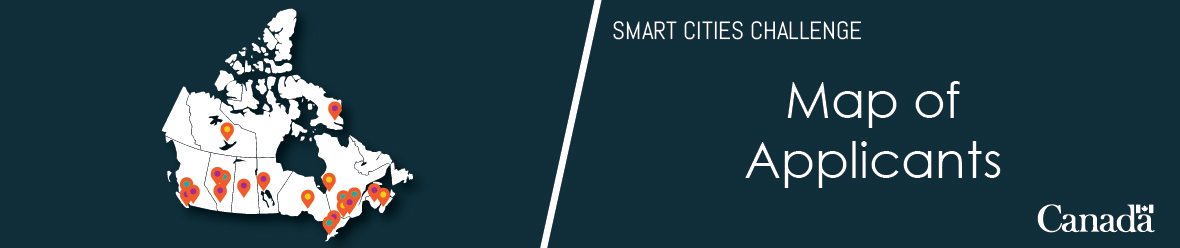 SMART CITIES CHALLENGE
Map of
Applicants
Canada